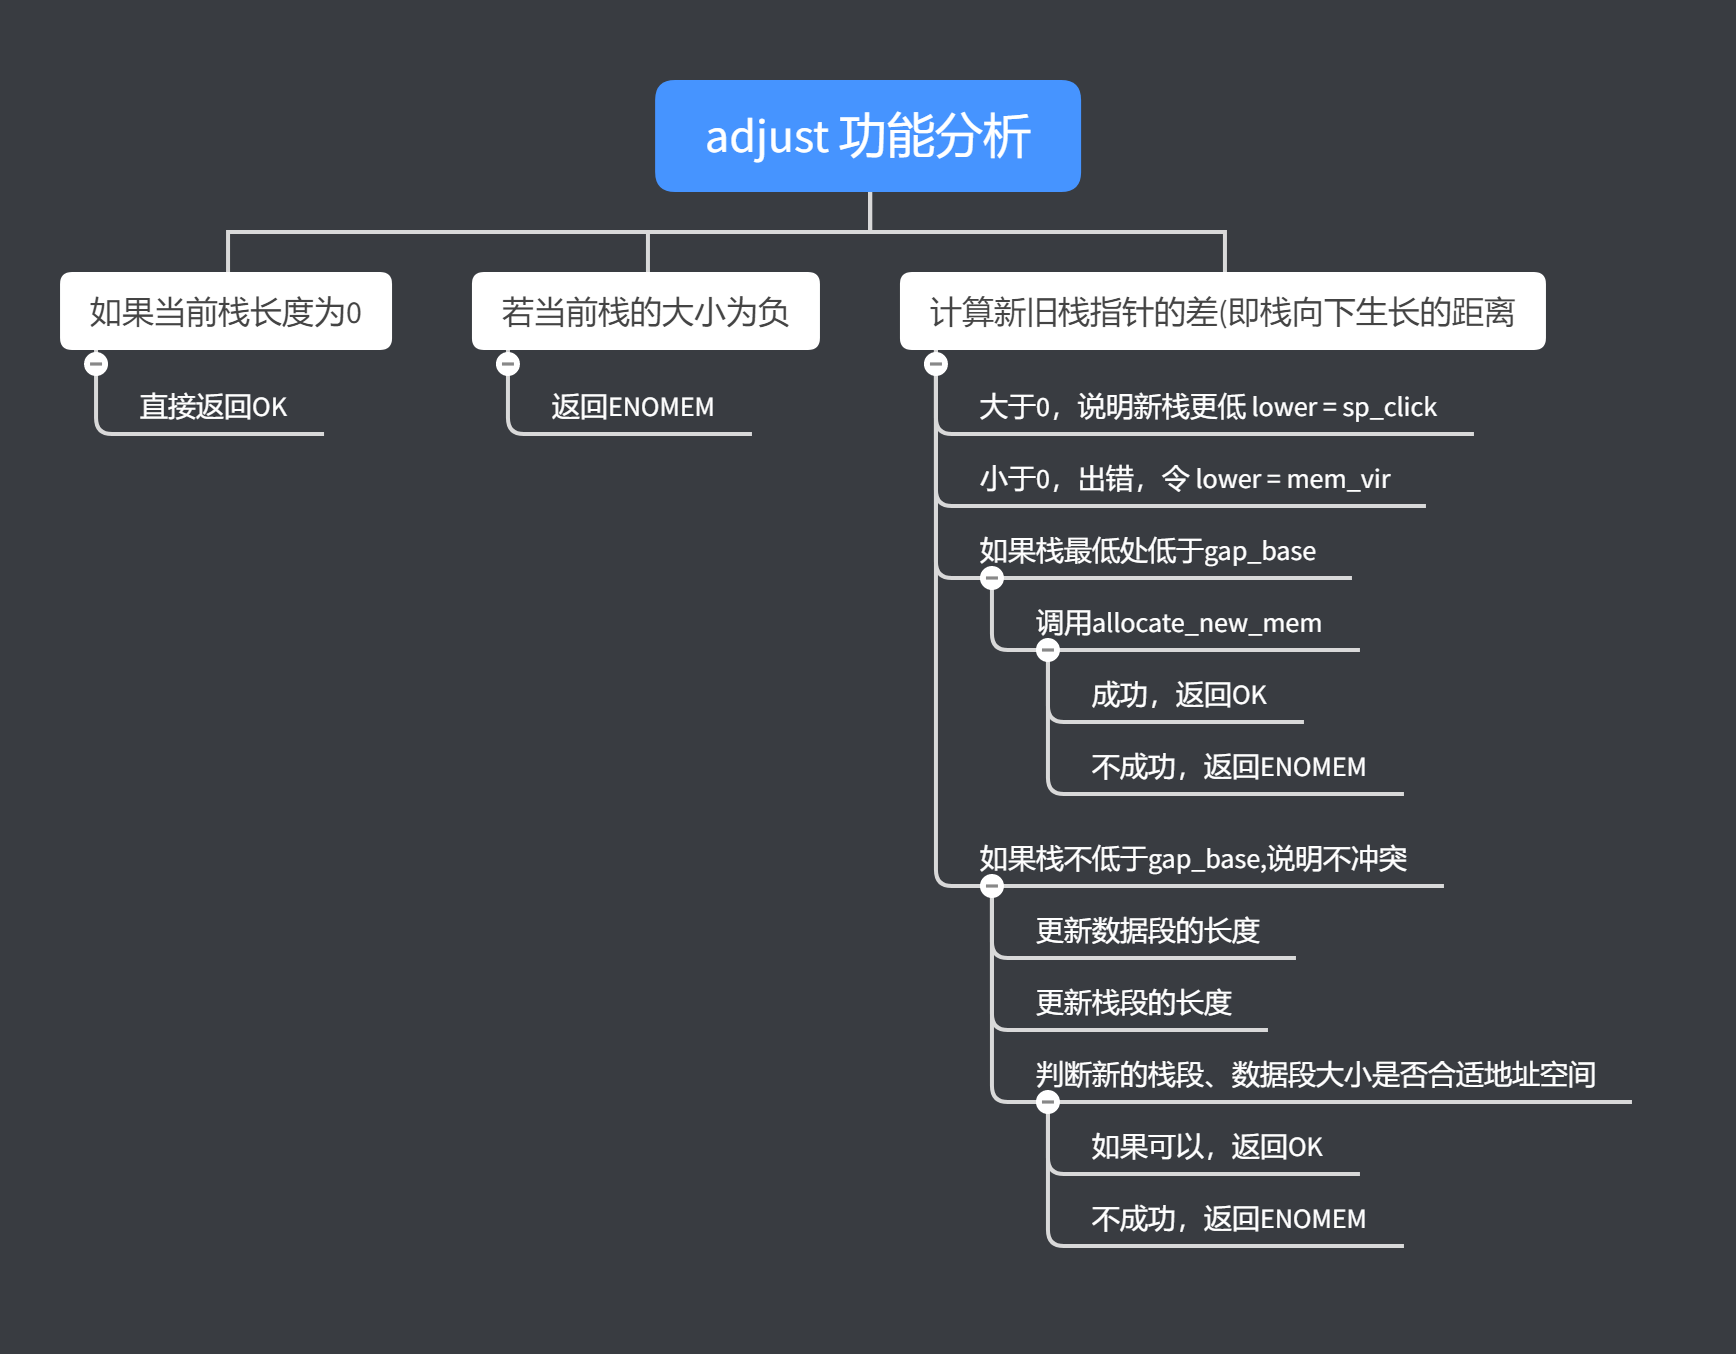 adjust 功能分析
如果当前栈长度为0
直接返回OK
若当前栈的大小为负
返回ENOMEM
计算新旧栈指针的差(即栈向下生长的距离
大于0，说明新栈更低 lower = sp_click
小于0，出错，令 lower = mem_vir
如果栈最低处低于gap_base
调用allocate_new_mem
成功，返回OK
不成功，返回ENOMEM
如果栈不低于gap_base,说明不冲突
更新数据段的长度
更新栈段的长度
判断新的栈段、数据段大小是否合适地址空间
如果可以，返回OK
不成功，返回ENOMEM